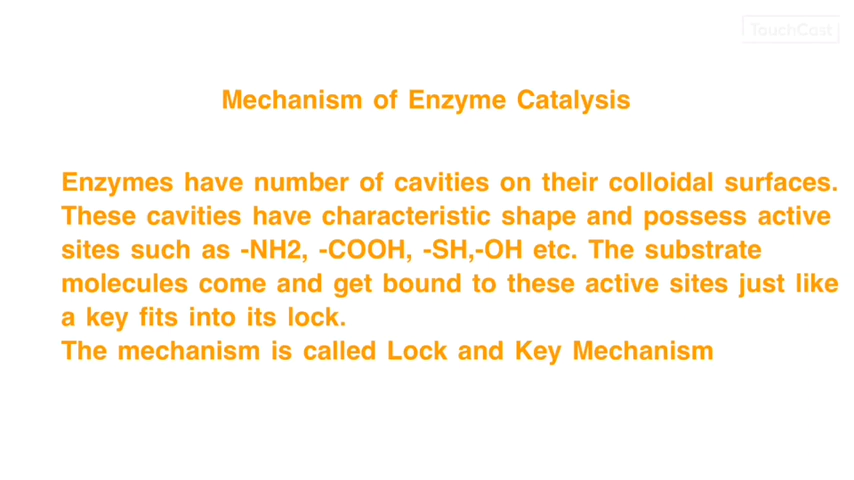 TouchCast
Mechanism of Enzyme Catalysis
Enzymes have number of cavities on their colloidal surfaces.
These cavities have characteristic shape and possess active
sites such as -NH2, -COOH, -SH,-OH etc. The substrate
molecules come and get bound to these active sites just like
a key fits into its lock.
The mechanism is called Lock and Key Mechanism